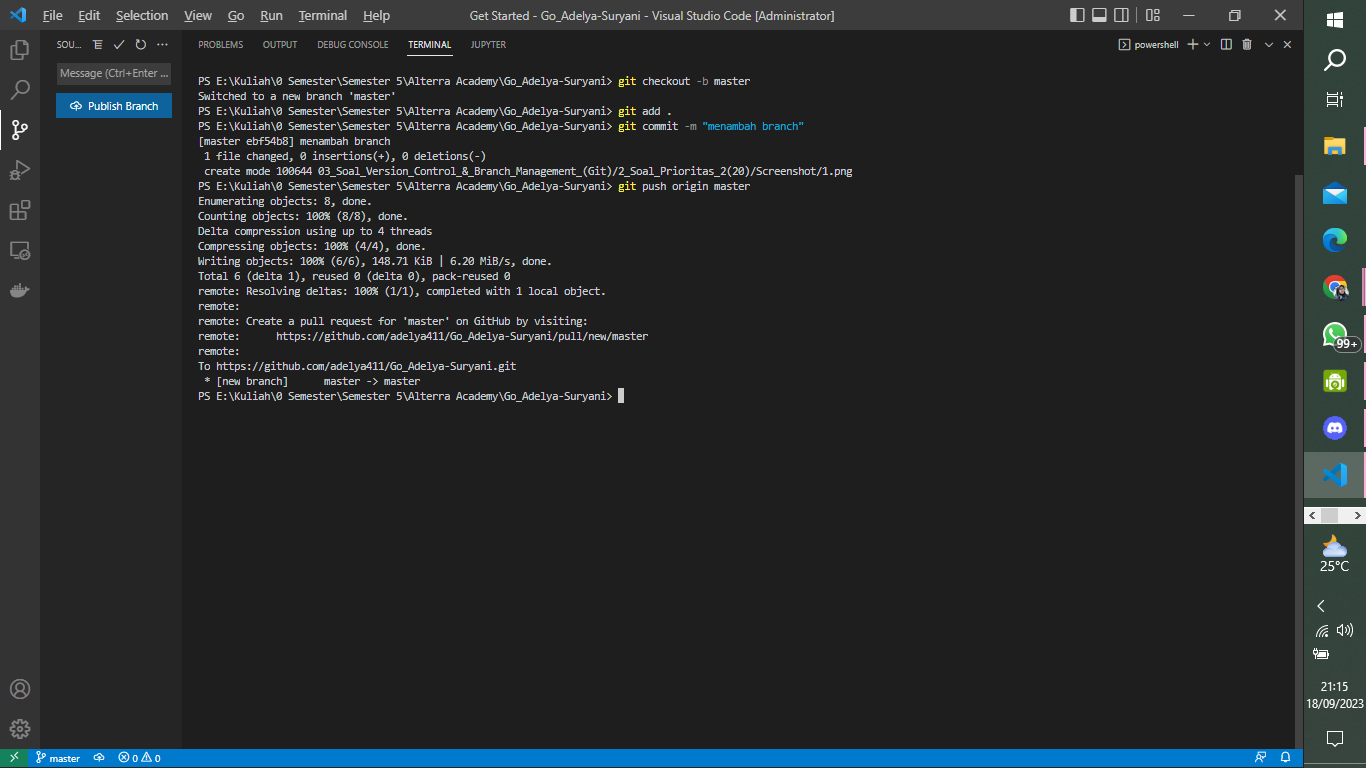 File Edit Selection View Go Run Terminal Help
Get Started - Go_Adelya-Suryani - Visual Studio Code [Administrator]
SOU...
PROBLEMS OUTPUT DEBUG CONSOLE TERMINAL JUPYTER
powershell
Message (Ctrl+Enter ...
Publish Branch
PS E:\Kuliah\0 Semester\Semester 5\Alterra Academy\Go_Adelya-Suryani> git checkout -b master
Switched to a new branch 'master'
PS E:\Kuliah\0 Semester\Semester 5\Alterra Academy\Go_Adelya-Suryani> git add .
PS E:\Kuliah\0 Semester\Semester 5\Alterra Academy\Go_Adelya-Suryani> git commit -m "menambah branch"
[master ebf54b8] menambah branch
1 file changed, 0 insertions(+), 0 deletions(-)
create mode 100644 03_Soal_Version_Control_&_Branch_Management_(Git)/2_Soal_Prioritas_2(20)/Screenshot/1.png
PS E:\Kuliah\0 Semester\Semester 5\Alterra Academy\Go_Adelya-Suryani> git push origin master
Enumerating objects: 8, done.
Counting objects: 100% (8/8), done.
Delta compression using up to 4 threads
Compressing objects: 100% (4/4), done.
Writing objects: 100% (6/6), 148.71 KiB | 6.20 MiB/s, done.
Total 6 (delta 1), reused 0 (delta 0), pack-reused 0
remote: Resolving deltas: 100% (1/1), completed with 1 local object.
remote:
remote: Create a pull request for 'master' on GitHub by visiting:
remote:      https://github.com/adelya411/Go_Adelya-Suryani/pull/new/master
remote:
To https://github.com/adelya411/Go_Adelya-Suryani.git
* [new branch]      master -> master
PS E:\Kuliah\0 Semester\Semester 5\Alterra Academy\Go_Adelya-Suryani>
master
0 0
99+
25°C
21:15
18/09/2023